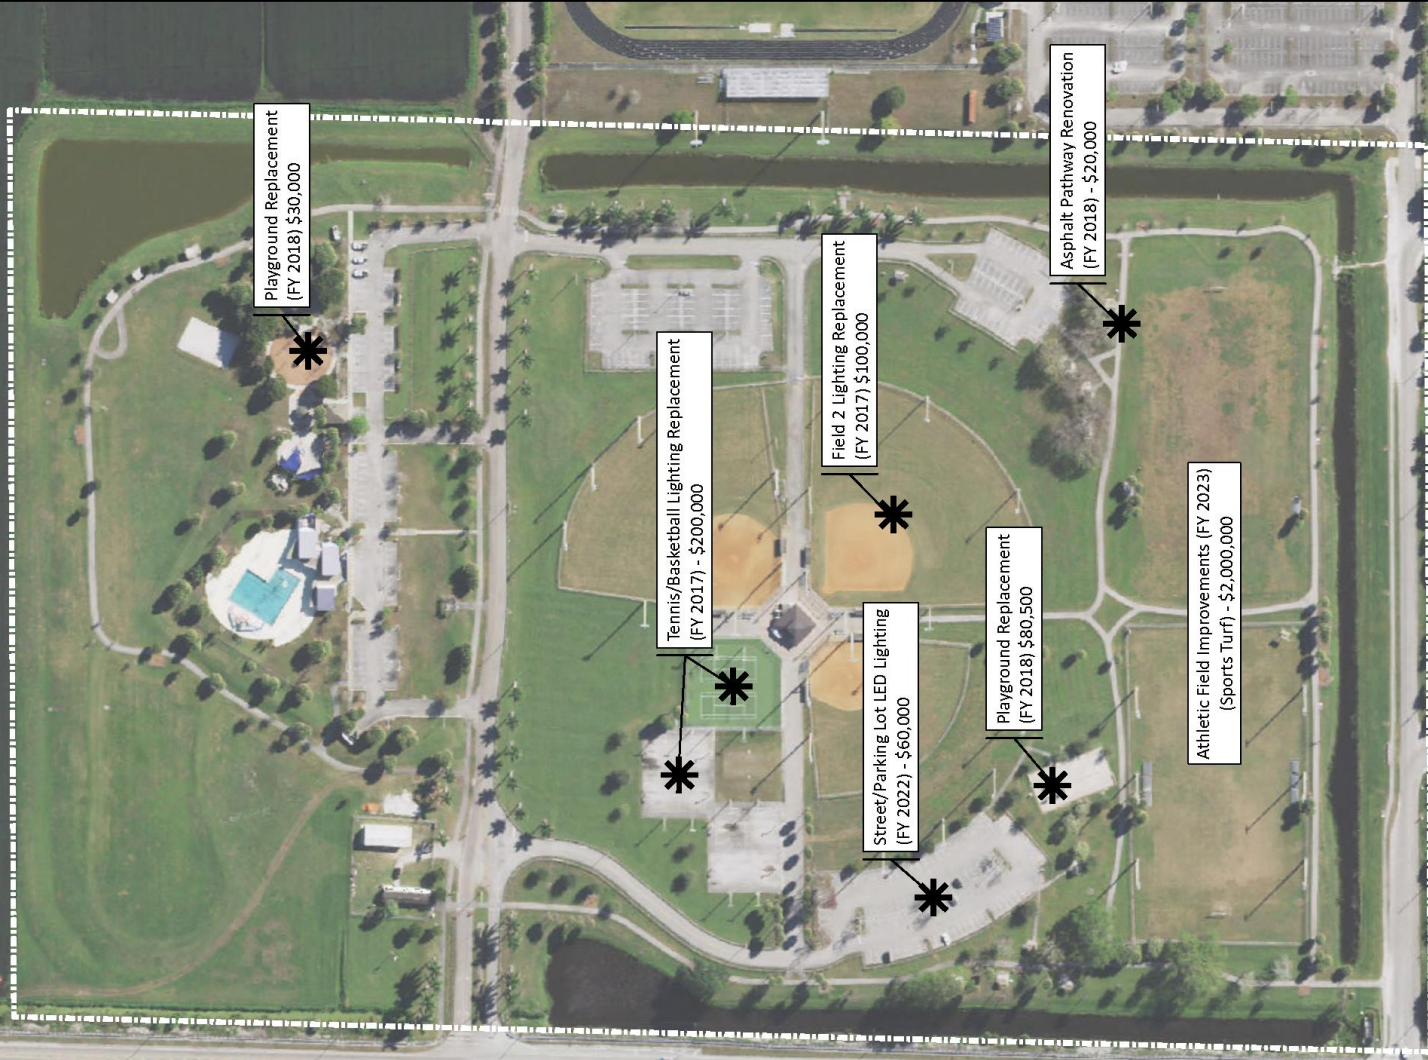 Playground Replacement
(FY 2018) $30,000
Tennis/Basketball Lighting Replacement
(FY 2017) - $200,000
Field 2 Lighting Replacement
(FY 2017) $100,000
Street/Parking Lot LED Lighting
(FY 2022) - $60,000
Playground Replacement
(FY 2018) $80,500
Asphalt Pathway Renovation
(FY 2018) - $20,000
Athletic Field Improvements (FY 2023)
(Sports Turf) - $2,000,000